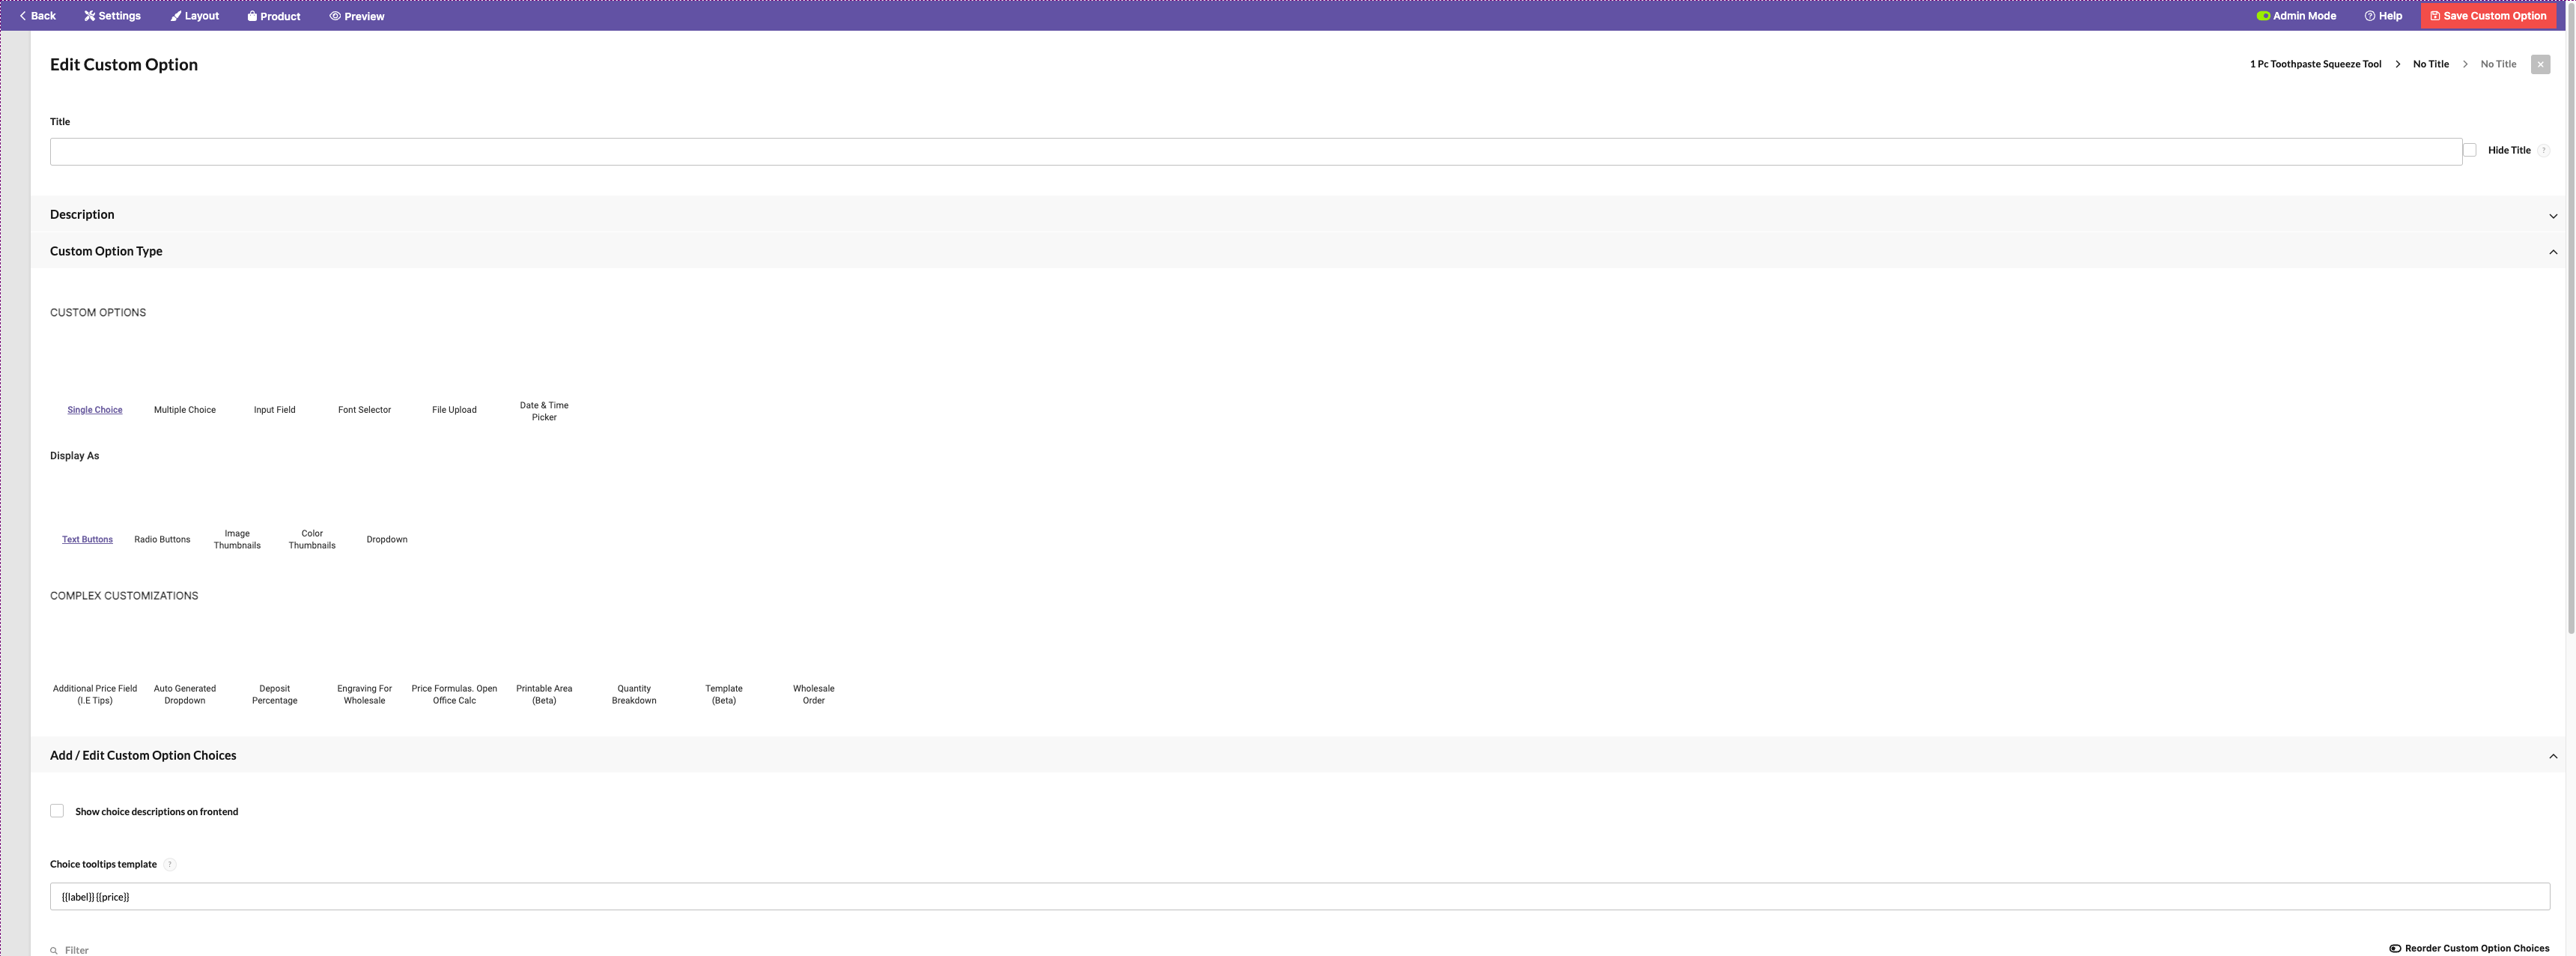 Back Settings Layout Product Preview Admin Mode Help Save Custom Option
Edit Custom Option
1 Pc Toothpaste Squeeze Tool > No Title > No Title
Title
Hide Title ?
Description
Custom Option Type
CUSTOM OPTIONS
Single Choice Multiple Choice Input Field Font Selector File Upload Date & Time
Picker
Display As
Text Buttons Radio Buttons Image Color Dropdown
Thumbnails Thumbnails
COMPLEX CUSTOMIZATIONS
Additional Price Field Auto Generated Deposit Engraving For Price Formulas. Open Printable Area Quantity Template Wholesale
(I.E Tips) Dropdown Percentage Wholesale Office Calc (Beta) Breakdown (Beta) Order
Add / Edit Custom Option Choices
Show choice descriptions on frontend
Choice tooltips template ?
{{label}} {{price}}
Filter
Reorder Custom Option Choices